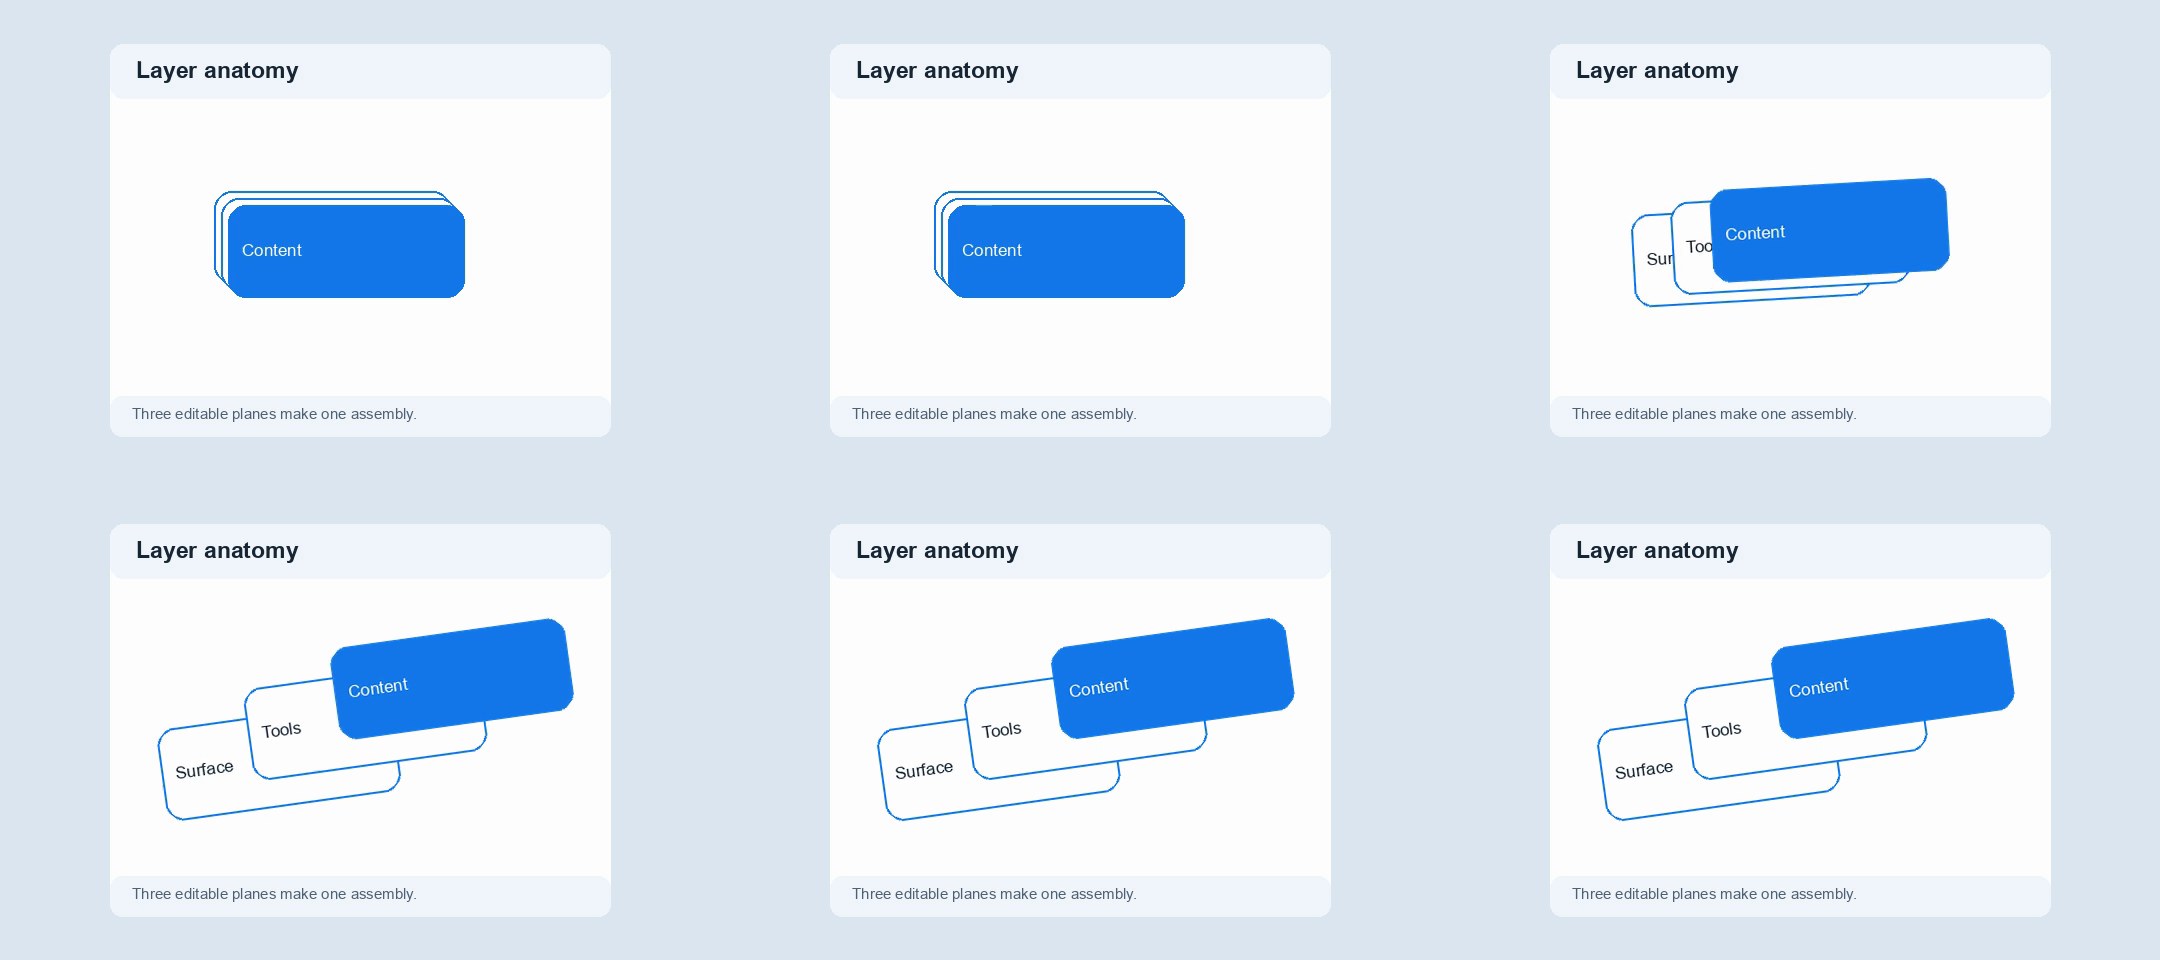 Layer anatomy
Content
Three editable planes make one assembly.
Layer anatomy
Content
Three editable planes make one assembly.
Layer anatomy
Sur
Too
Content
Three editable planes make one assembly.
Layer anatomy
Content
Tools
Surface
Three editable planes make one assembly.
Layer anatomy
Content
Tools
Surface
Three editable planes make one assembly.
Layer anatomy
Content
Tools
Surface
Three editable planes make one assembly.